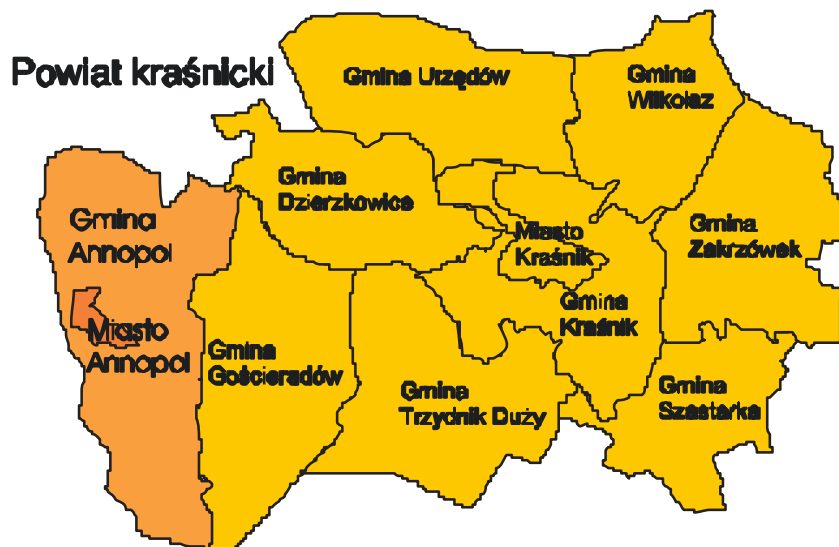 Powiat kraśnicki
Gmina Urzędów
Gmina
Wilkołaz
Gmina
Dzierzkowice
Gmina
Annopol
Miasto
Kraśnik
Gmina
Zakrzówek
Miasto
Annopol
Gmina
Kraśnik
Gmina
Gościeradów
Gmina
Trzydnik Duży
Gmina
Szastarka